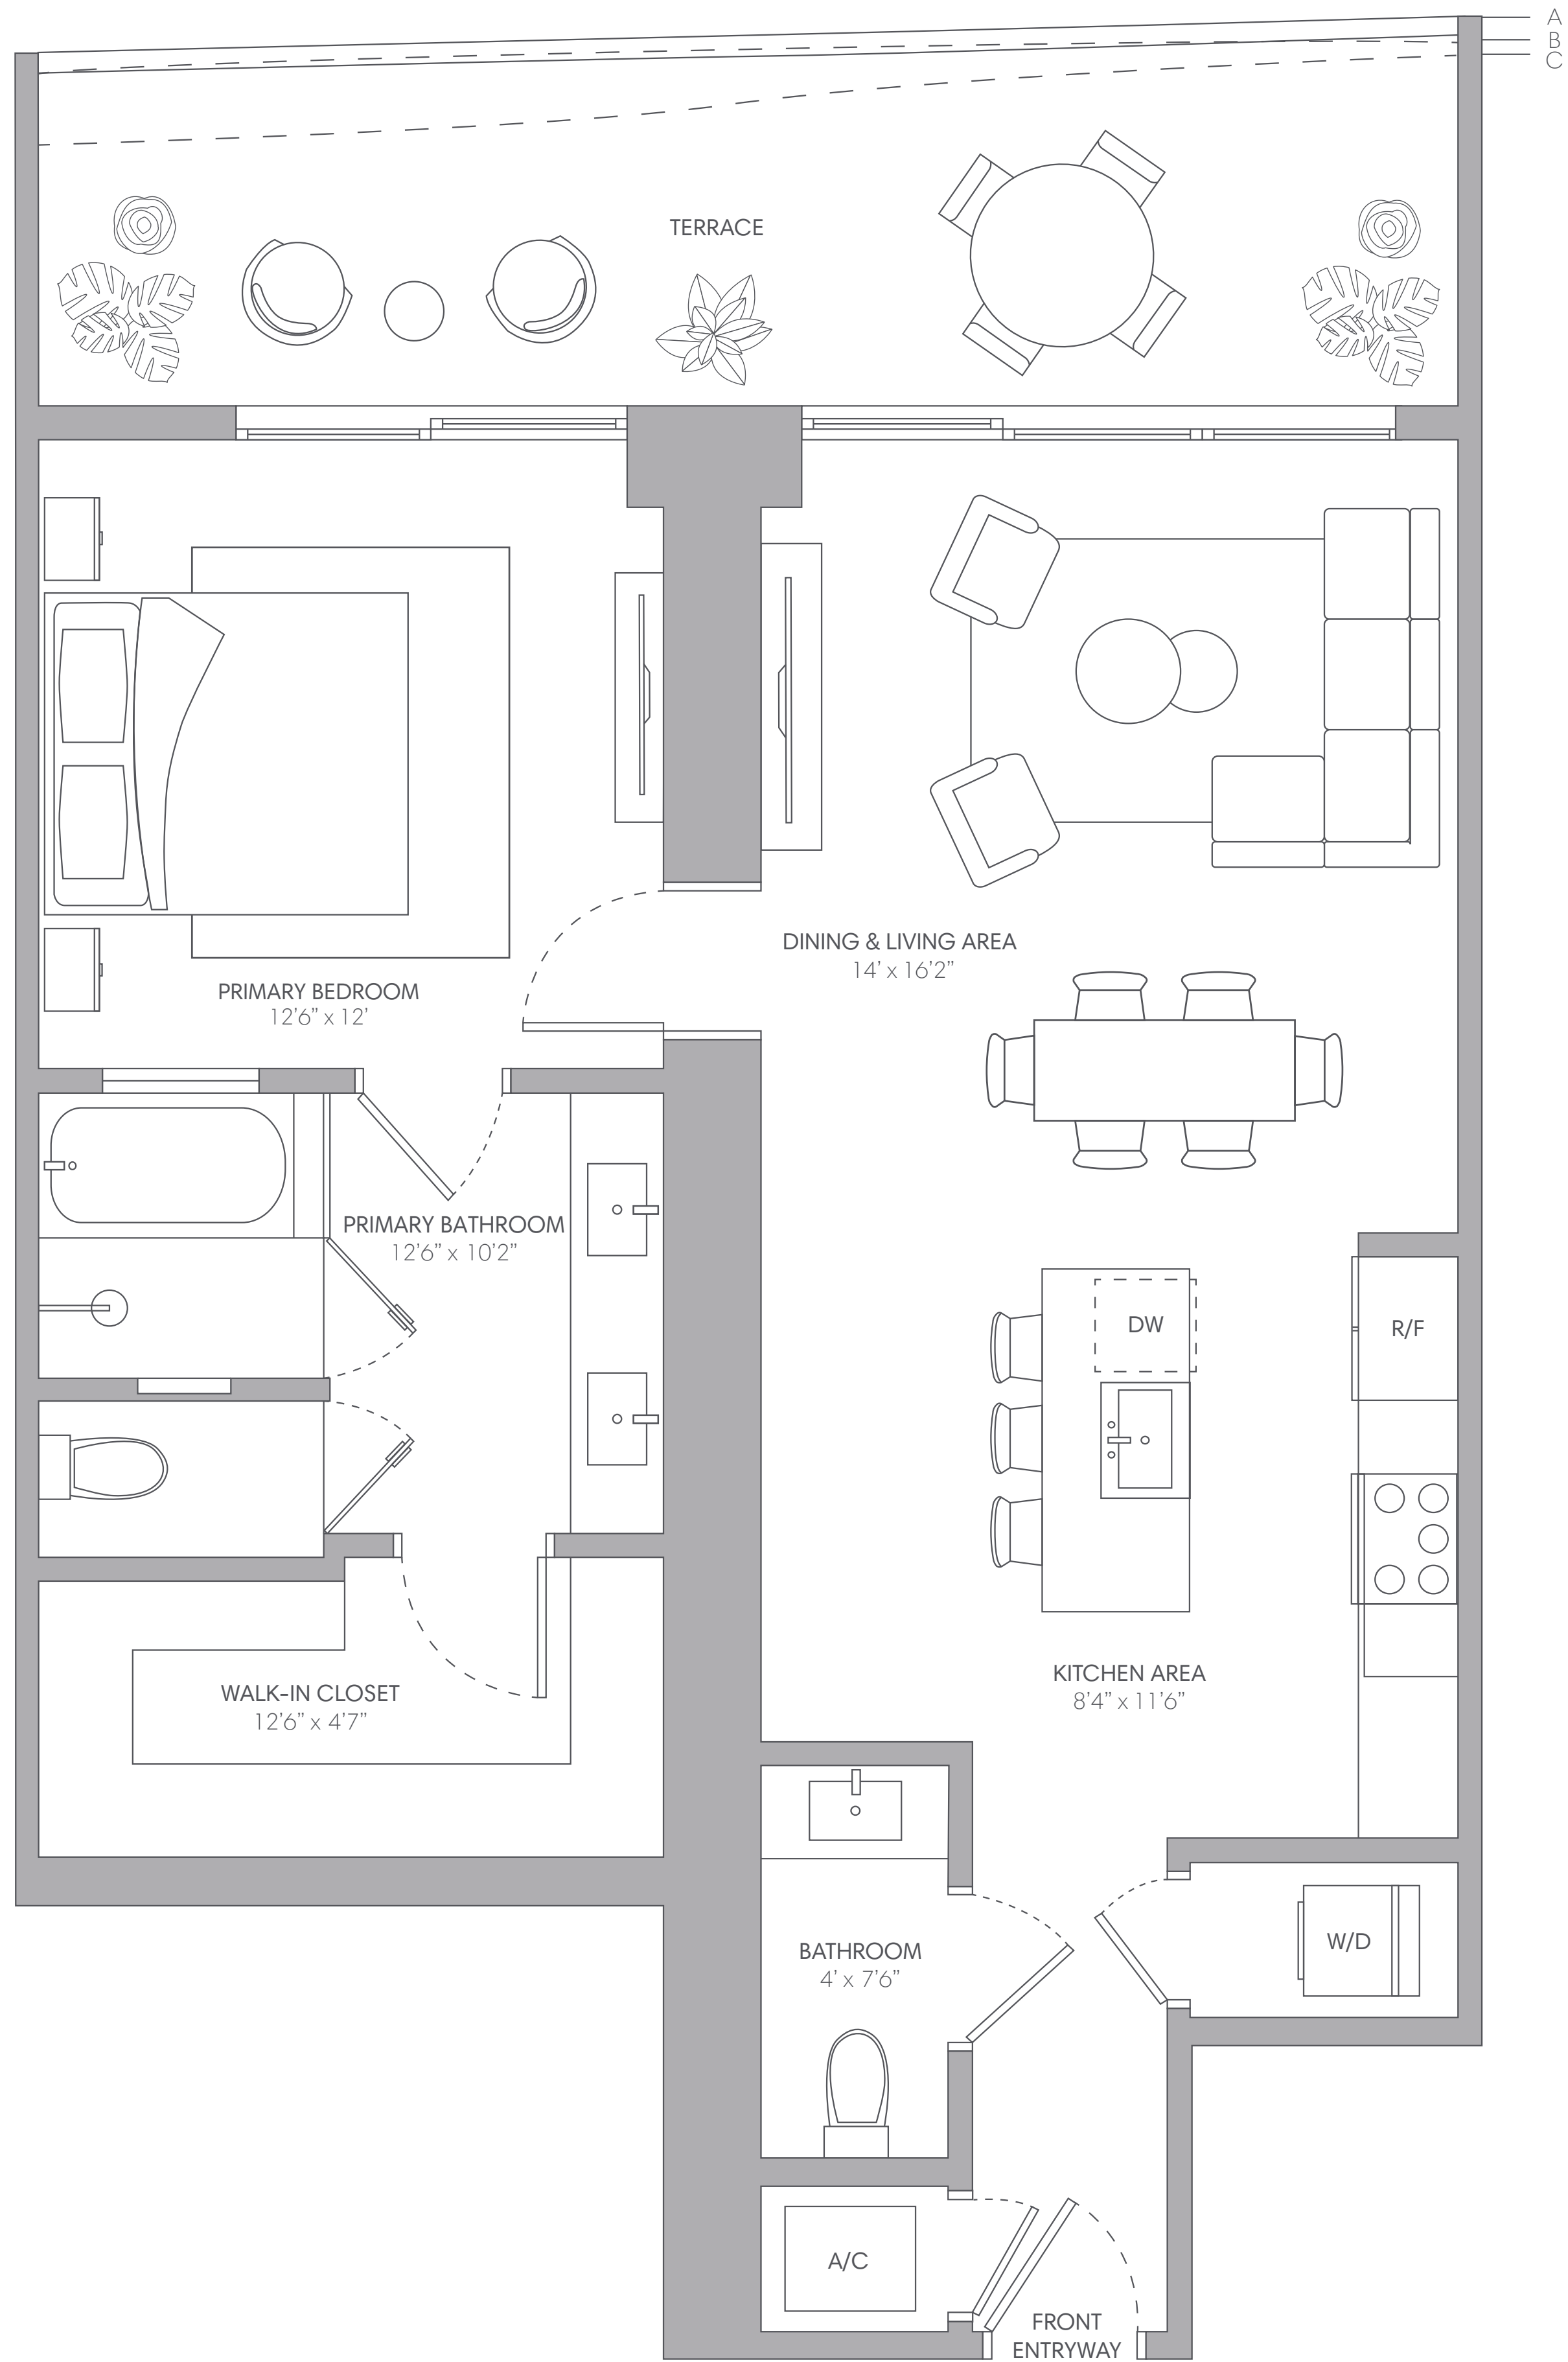 A
B
C
TERRACE
DINING & LIVING AREA
14’ x 16’2”
PRIMARY BEDROOM
12’6” x 12’
PRIMARY BATHROOM
12’6” x 10’2”
DW
R/F
KITCHEN AREA
8’4” x 11’6”
WALK-IN CLOSET
12’6” x 4’7”
BATHROOM
4’ x 7’6”
W/D
A/C
FRONT
ENTRYWAY